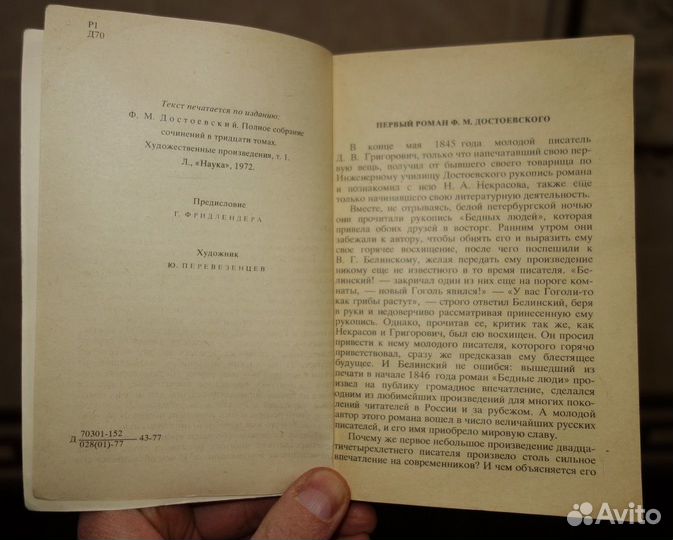 Р1
Д70
Текст печатается по изданию:
Ф. М. Достоевский. Полное собрание
сочинений в тридцати томах.
Художественные произведения, т. 1.
Л., «Наука», 1972.
Предисловие
Г. ФРИДЛЕНДЕРА
Художник
Ю. ПЕРЕВЕЗЕНЦЕВ
Д 70301-152 43-77
028(01)-77
ПЕРВЫЙ РОМАН Ф. М. ДОСТОЕВСКОГО
В конце мая 1845 года молодой писатель
Д. В. Григорович, только что напечатавший свою пер-
вую вещь, получил от бывшего своего товарища по
Инженерному училищу Достоевского рукопись романа
и познакомил с нею Н. А. Некрасова, также еще
только начинавшего свою литературную деятельность.
Вместе, не отрываясь, белой петербургской ночью
они прочитали рукопись «Бедных людей», которая
привела обоих друзей в восторг. Ранним утром они
забежали к автору, чтобы обнять его и выразить ему
свое горячее восхищение, после чего поспешили к
В. Г. Белинскому, желая передать ему произведение
никому еще не известного в то время писателя. «Бе-
линский! — закричал один из них еще на пороге ком-
наты, — новый Гоголь явился!» — «У вас Гоголи-то
как грибы растут», — строго ответил Белинский, беря
в руки и недоверчиво рассматривая принесенную ему
рукопись. Однако, прочитав ее, критик так же, как
Некрасов и Григорович, был ею восхищен. Он просил
привести к нему молодого писателя, которого горячо
приветствовал, сразу же предсказав ему блестящее
будущее. И Белинский не ошибся: вышедший из
печати в начале 1846 года роман «Бедные люди» про-
извел на публику громадное впечатление, сделался
одним из любимейших произведений для многих поко-
лений читателей в России и за рубежом. А молодой
автор этого романа вошел в число величайших русских
писателей, и его имя приобрело мировую славу.
Почему же первое небольшое произведение двадца-
тичетырехлетнего писателя произвело столь сильное
впечатление на современников? И чем объясняется его
Avito